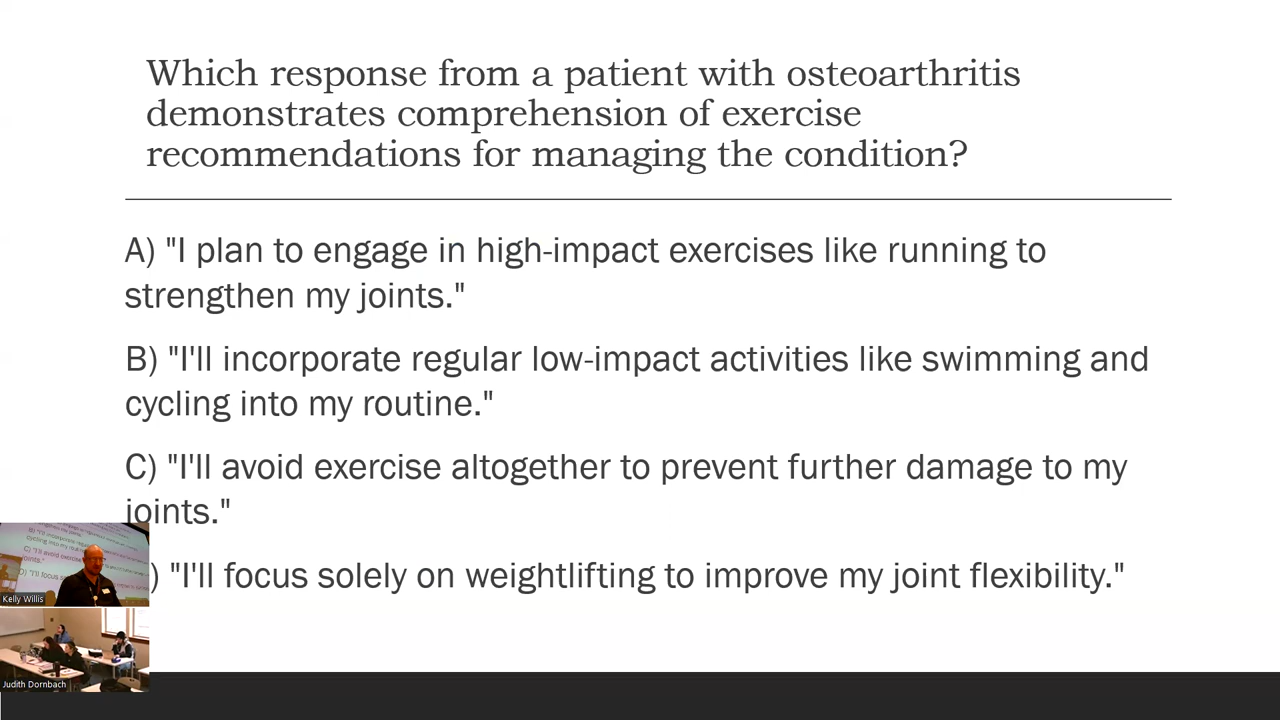 Which response from a patient with osteoarthritis
demonstrates comprehension of exercise
recommendations for managing the condition?
A) "I plan to engage in high-impact exercises like running to
strengthen my joints."
B) "I'll incorporate regular low-impact activities like swimming and
cycling into my routine."
C) "I'll avoid exercise altogether to prevent further damage to my
joints."
) "I'll focus solely on weightlifting to improve my joint flexibility."
Kelly Willis
Judith Dornbach